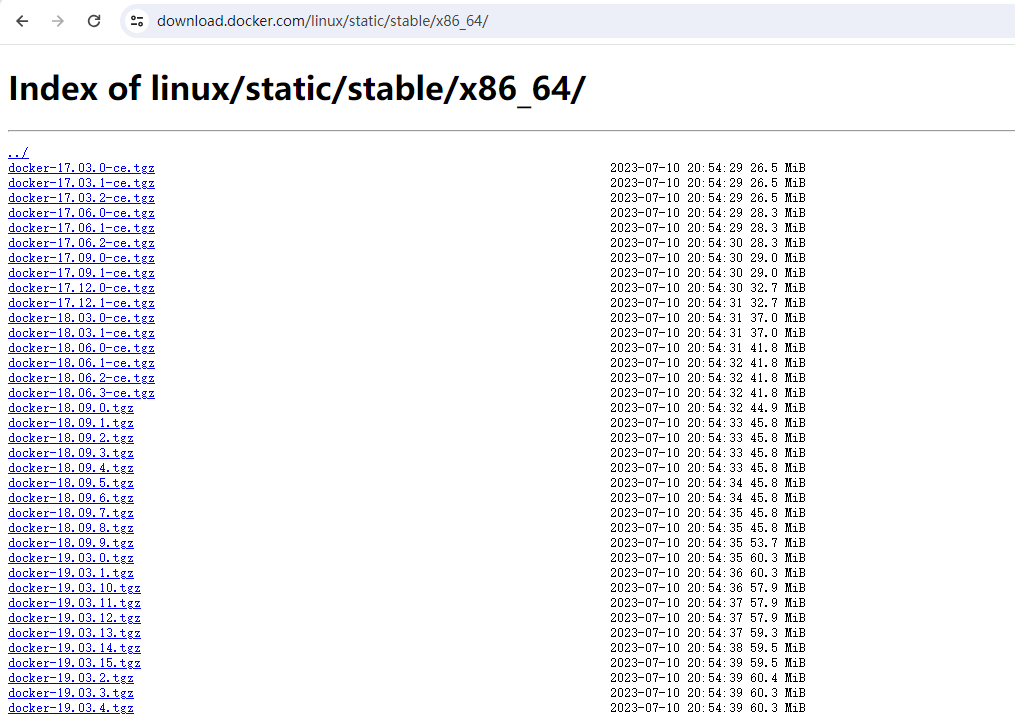 download.docker.com/linux/static/stable/x86_64/
Index of linux/static/stable/x86_64/
../
docker-17.03.0-ce.tgz 2023-07-10 20:54:29 26.5 MiB
docker-17.03.1-ce.tgz 2023-07-10 20:54:29 26.5 MiB
docker-17.03.2-ce.tgz 2023-07-10 20:54:29 26.5 MiB
docker-17.06.0-ce.tgz 2023-07-10 20:54:29 28.3 MiB
docker-17.06.1-ce.tgz 2023-07-10 20:54:29 28.3 MiB
docker-17.06.2-ce.tgz 2023-07-10 20:54:30 28.3 MiB
docker-17.09.0-ce.tgz 2023-07-10 20:54:30 29.0 MiB
docker-17.09.1-ce.tgz 2023-07-10 20:54:30 29.0 MiB
docker-17.12.0-ce.tgz 2023-07-10 20:54:30 32.7 MiB
docker-17.12.1-ce.tgz 2023-07-10 20:54:31 32.7 MiB
docker-18.03.0-ce.tgz 2023-07-10 20:54:31 37.0 MiB
docker-18.03.1-ce.tgz 2023-07-10 20:54:31 37.0 MiB
docker-18.06.0-ce.tgz 2023-07-10 20:54:31 41.8 MiB
docker-18.06.1-ce.tgz 2023-07-10 20:54:32 41.8 MiB
docker-18.06.2-ce.tgz 2023-07-10 20:54:32 41.8 MiB
docker-18.06.3-ce.tgz 2023-07-10 20:54:32 41.8 MiB
docker-18.09.0.tgz 2023-07-10 20:54:32 44.9 MiB
docker-18.09.1.tgz 2023-07-10 20:54:33 45.8 MiB
docker-18.09.2.tgz 2023-07-10 20:54:33 45.8 MiB
docker-18.09.3.tgz 2023-07-10 20:54:33 45.8 MiB
docker-18.09.4.tgz 2023-07-10 20:54:33 45.8 MiB
docker-18.09.5.tgz 2023-07-10 20:54:34 45.8 MiB
docker-18.09.6.tgz 2023-07-10 20:54:34 45.8 MiB
docker-18.09.7.tgz 2023-07-10 20:54:35 45.8 MiB
docker-18.09.8.tgz 2023-07-10 20:54:35 45.8 MiB
docker-18.09.9.tgz 2023-07-10 20:54:35 53.7 MiB
docker-19.03.0.tgz 2023-07-10 20:54:35 60.3 MiB
docker-19.03.1.tgz 2023-07-10 20:54:36 60.3 MiB
docker-19.03.10.tgz 2023-07-10 20:54:36 57.9 MiB
docker-19.03.11.tgz 2023-07-10 20:54:37 57.9 MiB
docker-19.03.12.tgz 2023-07-10 20:54:37 57.9 MiB
docker-19.03.13.tgz 2023-07-10 20:54:37 59.3 MiB
docker-19.03.14.tgz 2023-07-10 20:54:38 59.5 MiB
docker-19.03.15.tgz 2023-07-10 20:54:39 59.5 MiB
docker-19.03.2.tgz 2023-07-10 20:54:39 60.4 MiB
docker-19.03.3.tgz 2023-07-10 20:54:39 60.3 MiB
docker-19.03.4.tgz 2023-07-10 20:54:39 60.3 MiB